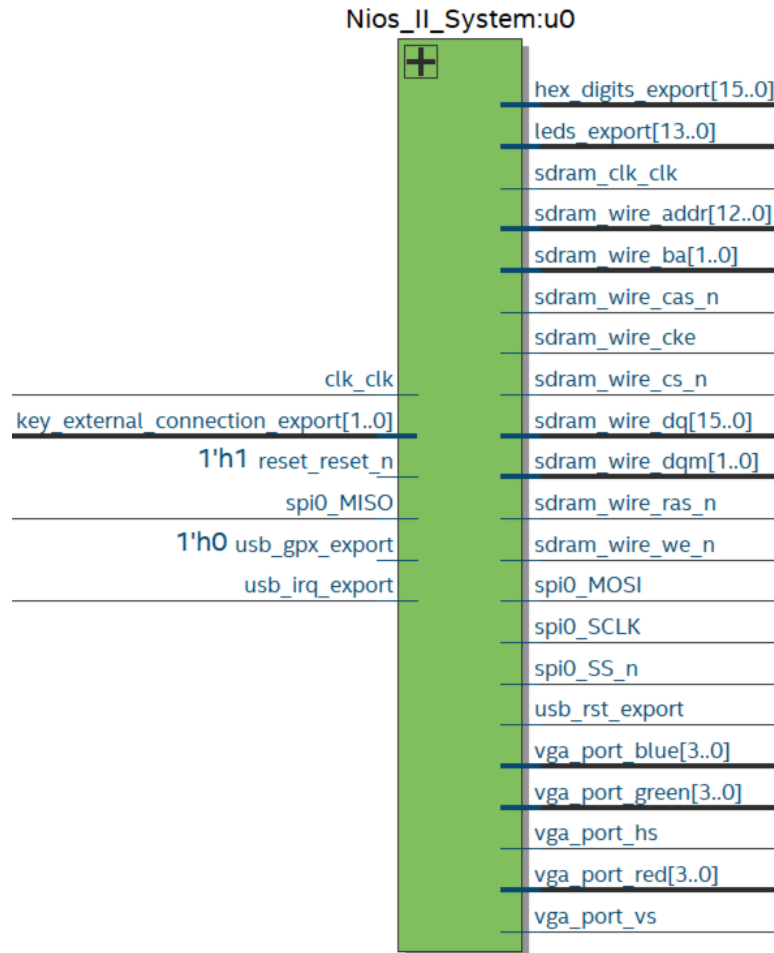 Nios_II_System:u0
hex_digits_export[15..0]
leds_export[13..0]
sdram_clk_clk
sdram_wire_addr[12..0]
sdram_wire_ba[1..0]
sdram_wire_cas_n
sdram_wire_cke
clk_clk
sdram_wire_cs_n
key_external_connection_export[1..0]
sdram_wire_dq[15..0]
1'h1 reset_reset_n
sdram_wire_dqm[1..0]
spi0_MISO
sdram_wire_ras_n
1'h0 usb_gpx_export
sdram_wire_we_n
usb_irq_export
spi0_MOSI
spi0_SCLK
spi0_SS_n
usb_rst_export
vga_port_blue[3..0]
vga_port_green[3..0]
vga_port_hs
vga_port_red[3..0]
vga_port_vs